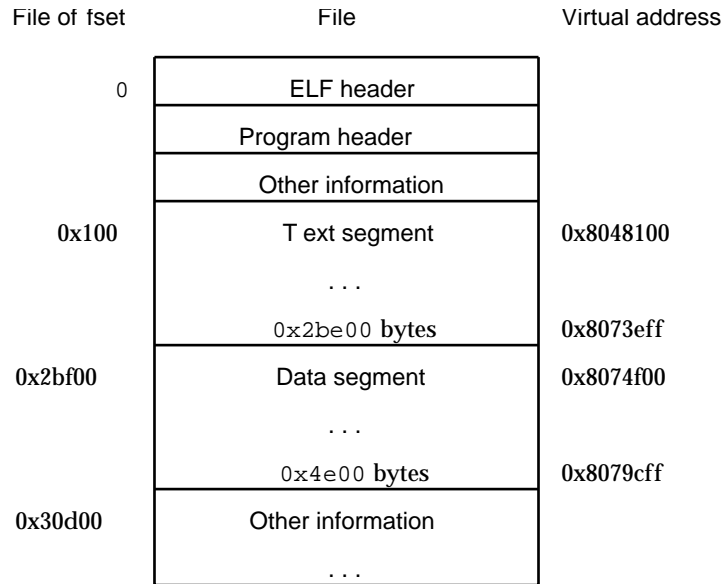 File of fset File Virtual address
0 ELF header
Program header
Other information
0x100 T ext segment 0x8048100
. . .
0x2be00 bytes 0x8073eff
0x2bf00 Data segment 0x8074f00
. . .
0x4e00 bytes 0x8079cff
0x30d00 Other information
. . .